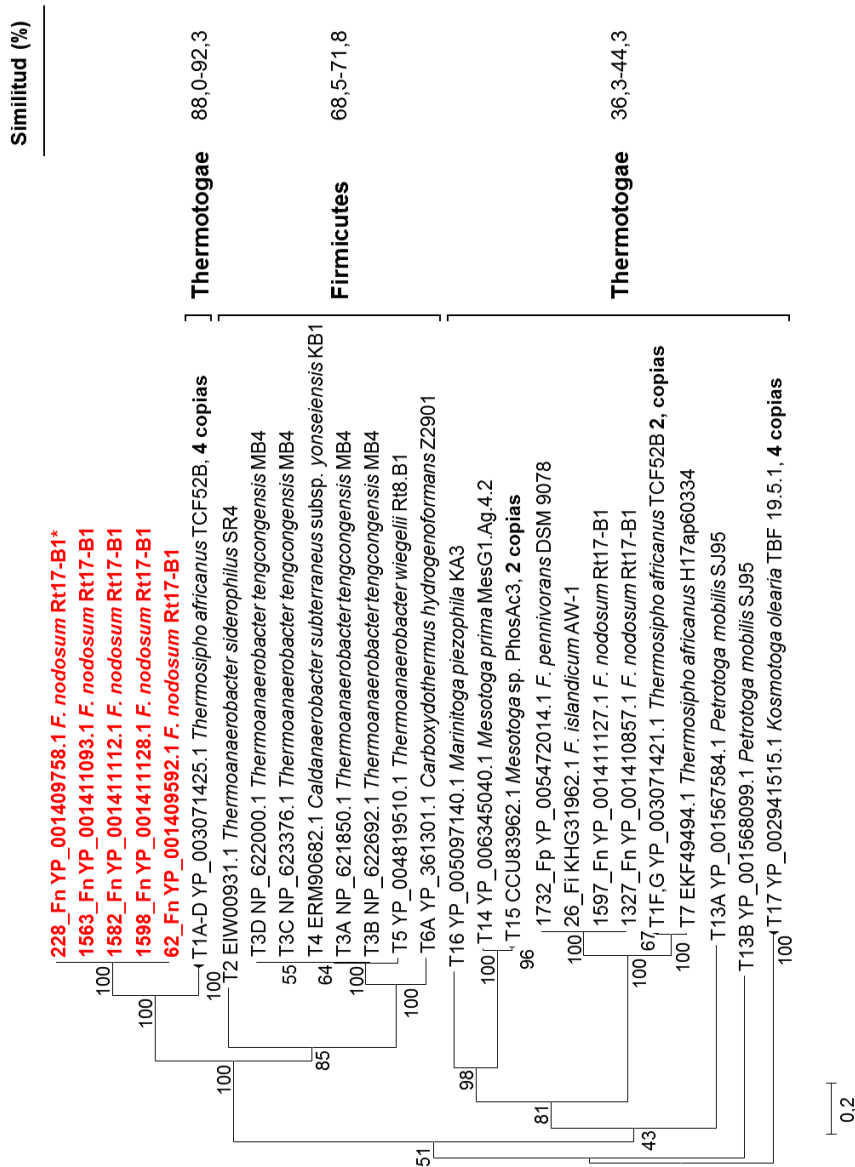 Similitud (%)
228_Fn YP_001409758.1 F. nodosum Rt17-B1*
1563_Fn YP_001411093.1 F. nodosum Rt17-B1
1582_Fn YP_001411112.1 F. nodosum Rt17-B1
1598_Fn YP_001411128.1 F. nodosum Rt17-B1
62_Fn YP_001409592.1 F. nodosum Rt17-B1
T1A-D YP_003071425.1 Thermosipho africanus TCF52B, 4 copias
Thermotogae 88,0-92,3
T2 EIW00931.1 Thermoanaerobacter siderophilus SR4
T3D NP_622000.1 Thermoanaerobacter tengcongensis MB4
T3C NP_623376.1 Thermoanaerobacter tengcongensis MB4
T4 ERM90682.1 Caldanaerobacter subterraneus subsp. yonseiensis KB1
T3A NP_621850.1 Thermoanaerobacter tengcongensis MB4
T3B NP_622692.1 Thermoanaerobacter tengcongensis MB4
T5 YP_004819510.1 Thermoanaerobacter wiegelii Rt8.B1
T6A YP_361301.1 Carboxydothermus hydrogenoformans Z2901
Firmicutes 68,5-71,8
T16 YP_005097140.1 Marinitoga piezophila KA3
T14 YP_006345040.1 Mesotoga prima MesG1.Ag.4.2
T15 CCU83962.1 Mesotoga sp. PhosAc3, 2 copias
1732_Fp YP_005472014.1 F. pennivorans DSM 9078
26_Fi KHG31962.1 F. islandicum AW-1
1597_Fn YP_001411127.1 F. nodosum Rt17-B1
1327_Fn YP_001410857.1 F. nodosum Rt17-B1
T1F,G YP_003071421.1 Thermosipho africanus TCF52B 2, copias
T7 EKF49494.1 Thermosipho africanus H17ap60334
T13A YP_001567584.1 Petrotoga mobilis SJ95
T13B YP_001568099.1 Petrotoga mobilis SJ95
T17 YP_002941515.1 Kosmotoga olearia TBF 19.5.1, 4 copias
Thermotogae 36,3-44,3
100
100
100
100
85
55
64
100
100
51
98
100
96
81
100
100
67
100
43
100
0,2